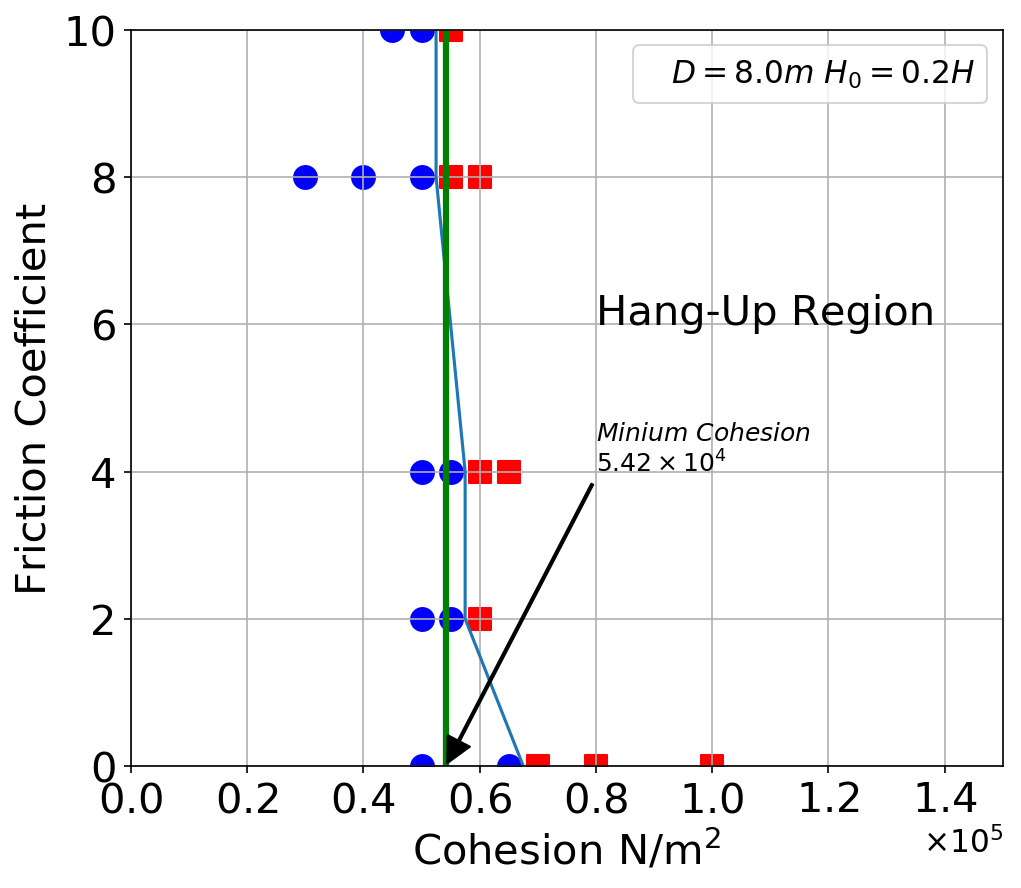 10
D = 8.0m H₀ = 0.2H
8
Friction Coefficient
6
Hang-Up Region
Minium Cohesion
5.42 × 10⁴
4
2
0
0.0 0.2 0.4 0.6 0.8 1.0 1.2 1.4
×10⁵
Cohesion N/m²